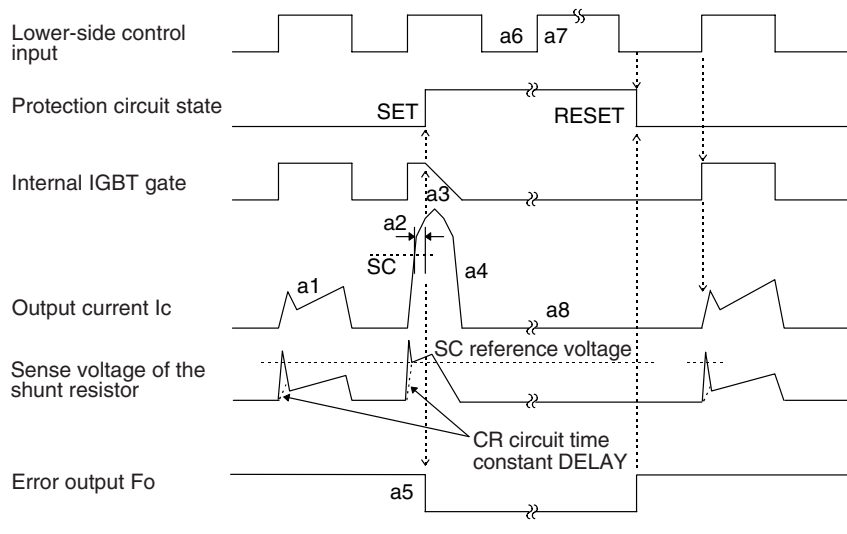 Lower-side control
input
a6
a7
Protection circuit state
SET
RESET
Internal IGBT gate
a3
a2
SC
a4
Output current Ic
a1
a8
SC reference voltage
Sense voltage of the
shunt resistor
CR circuit time
constant DELAY
Error output Fo
a5